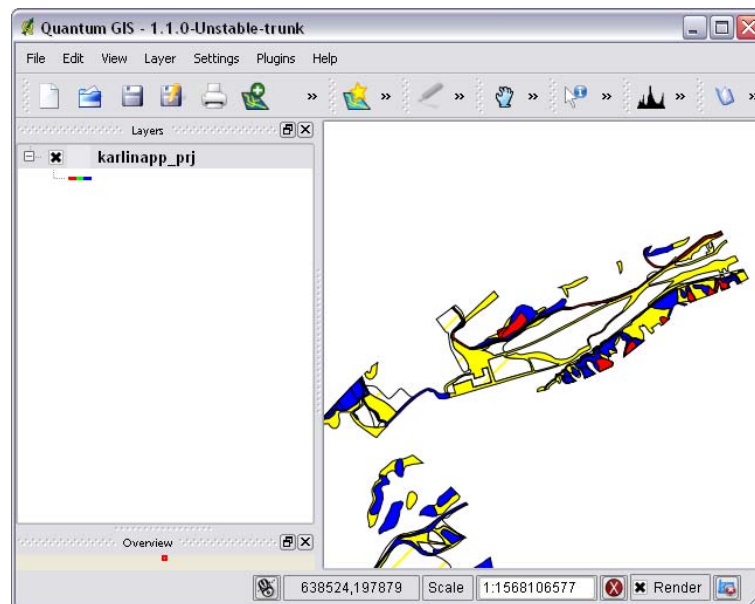 Quantum GIS - 1.1.0-Unstable-trunk
File Edit View Layer Settings Plugins Help
» » » » » » »
Layers
karlinapp_prj
Overview
638524,197879 Scale 1:1568106577 Render